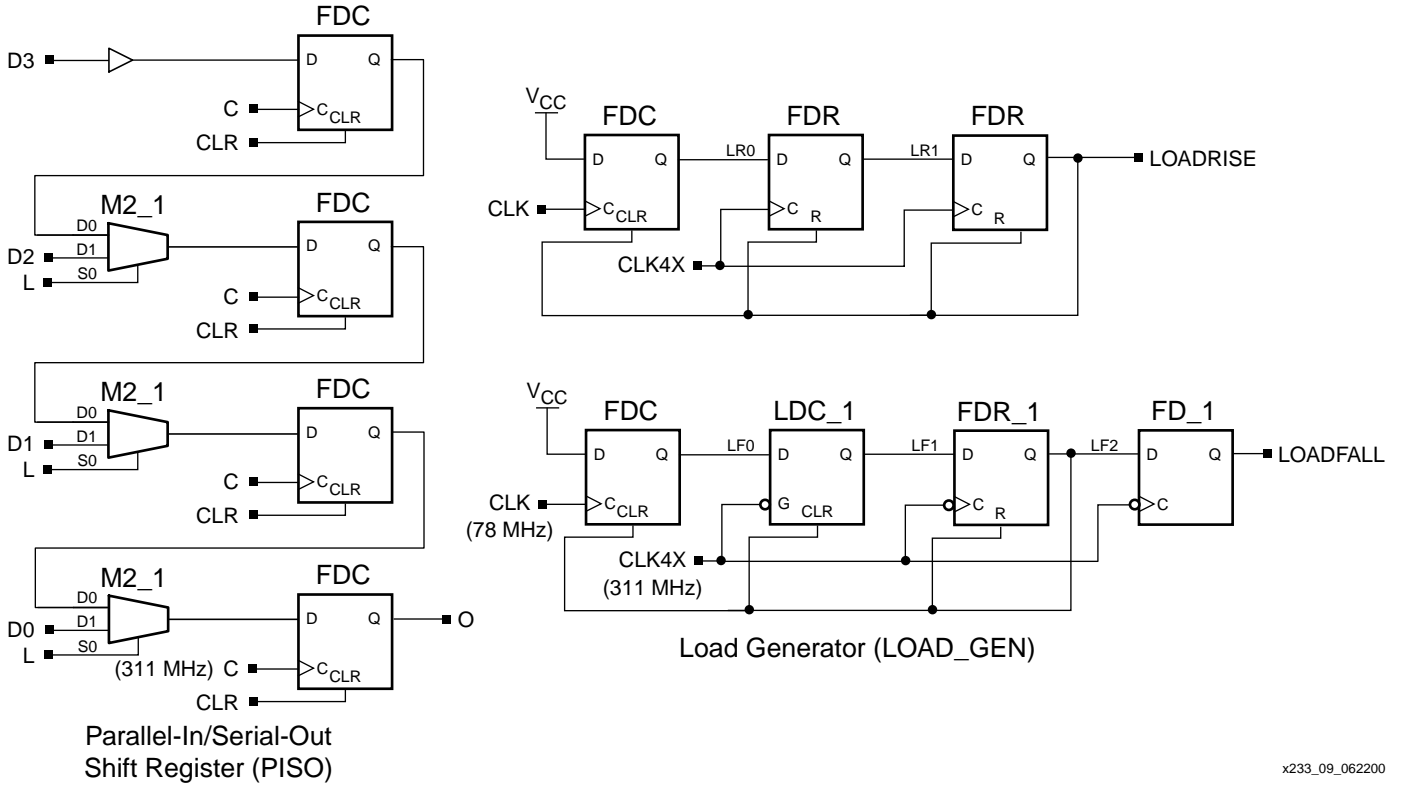 FDC
D3
D Q
C
C
CLR
CLR
M2_1
FDC
D0
D2
D1
D Q
L
S0
C
C
CLR
CLR
M2_1
FDC
D0
D1
D1
D Q
L
S0
C
C
CLR
CLR
M2_1
FDC
D0
D0
D1
D Q
O
L
S0
(311 MHz)
C
C
CLR
CLR
Parallel-In/Serial-Out
Shift Register (PISO)
VCC
FDC FDR FDR
D Q LR0 D Q LR1 D Q LOADRISE
CLK
C
CLR
C
R
C
R
CLK4X
VCC
FDC LDC_1 FDR_1 FD_1
D Q LF0 D Q LF1 D Q LF2 D Q LOADFALL
CLK
(78 MHz)
C
CLR
G
CLR
C
R
C
CLK4X
(311 MHz)
Load Generator (LOAD_GEN)
x233_09_062200